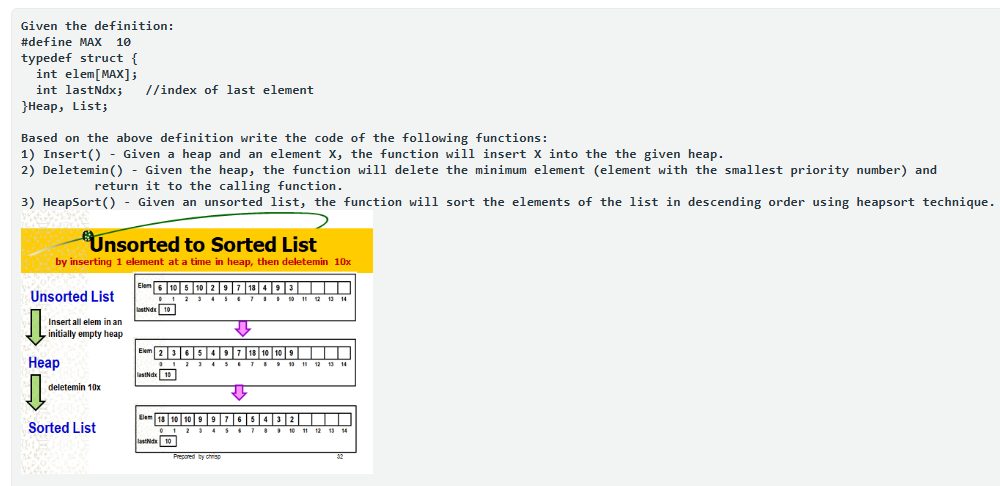 Given the definition:
#define MAX  10
typedef struct {
  int elem[MAX];
  int lastNdx;   //index of last element
}Heap, List;
Based on the above definition write the code of the following functions:
1) Insert() - Given a heap and an element X, the function will insert X into the the given heap.
2) Deletemin() - Given the heap, the function will delete the minimum element (element with the smallest priority number) and
          return it to the calling function.
3) HeapSort() - Given an unsorted list, the function will sort the elements of the list in descending order using heapsort technique.
Unsorted to Sorted List
by inserting 1 element at a time in heap, then deletemin 10x
Unsorted List
Elem 6 10 5 10 2 9 7 18 4 9 3
0 1 2 3 4 5 6 7 8 9 10 11 12 13 14
lastNdx 10
Insert all elem in an
initially empty heap
Heap
Elem 2 3 6 5 4 9 7 18 10 10 9
0 1 2 3 4 5 6 7 8 9 10 11 12 13 14
lastNdx 10
deletemin 10x
Sorted List
Elem 18 10 10 9 9 7 6 5 4 3 2
0 1 2 3 4 5 6 7 8 9 10 11 12 13 14
lastNdx 10
Prepared by chrisp
32